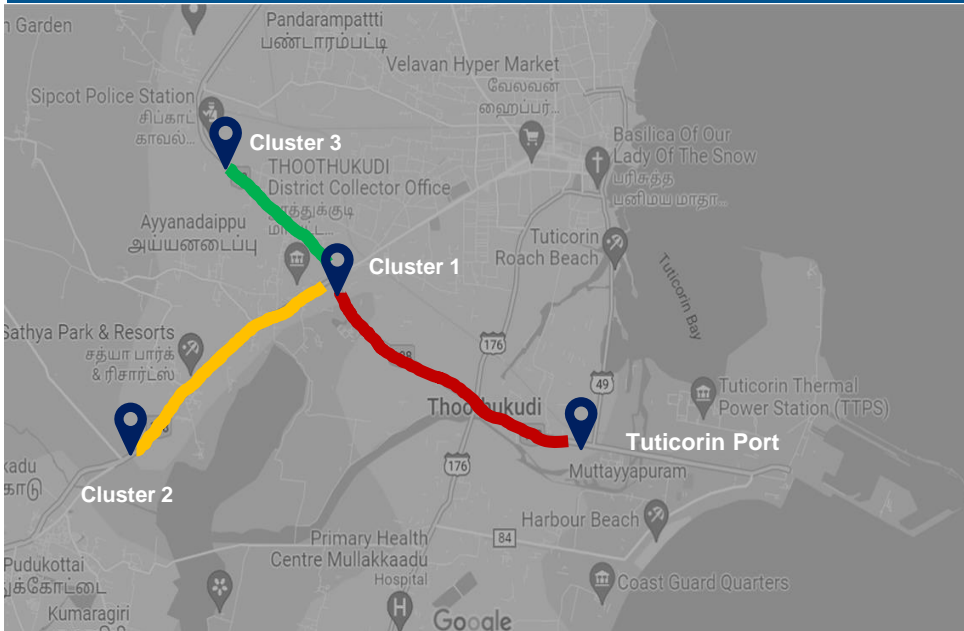 n Garden
Pandarampattti
பண்டாரம்பட்டி
Velavan Hyper Market
வேலவன்
ஹைப்பர்...
Sipcot Police Station
சிப்காட்
காவல்...
Cluster 3
Basilica Of Our
Lady Of The Snow
பரிசுத்த
பனிமய மாதா...
THOOTHUKUDI
District Collector Office
Ayyanadaippu
அய்யனடைப்பு
Tuticorin
Roach Beach
Cluster 1
Tuticorin Bay
Sathya Park & Resorts
சத்யா பார்க்
& ரிசார்ட்ஸ்
176
49
Tuticorin Thermal
Power Station (TTPS)
Thoothukudi
Tuticorin Port
kadu
காடு
176
Muttayyapuram
Cluster 2
Harbour Beach
84
Primary Health
Centre Mullakkaadu
Hospital
Pudukottai
துக்கோட்டை
Coast Guard Quarters
Kumaragiri
H
Google